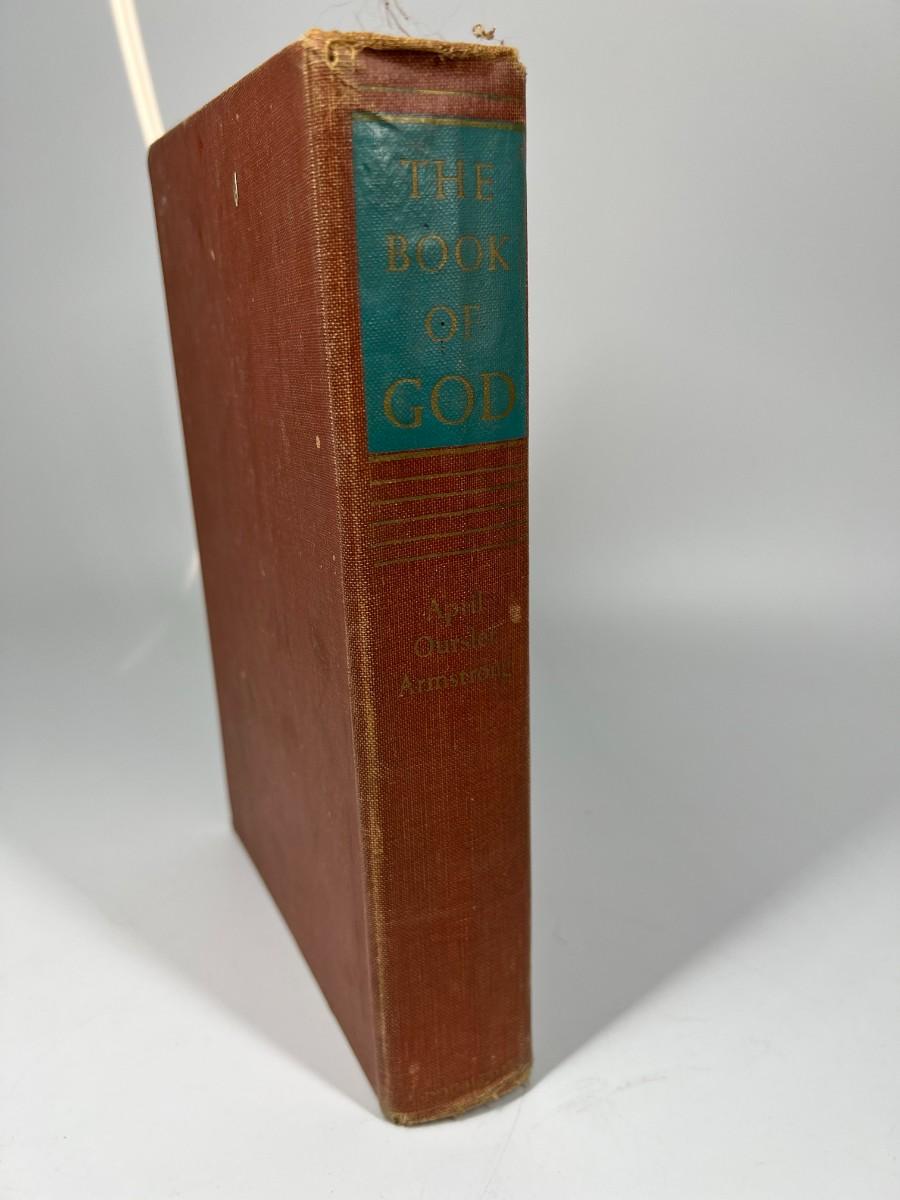 THE
BOOK
OF
GOD
April
Oursler
Armstrong